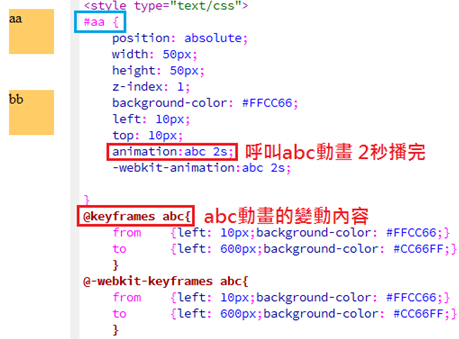 aa
bb
<style type="text/css">
#aa {
position: absolute;
width: 50px;
height: 50px;
z-index: 1;
background-color: #FFCC66;
left: 10px;
top: 10px;
animation:abc 2s; 呼叫abc動畫 2秒播完
-webkit-animation:abc 2s;
}
@keyframes abc{ abc動畫的變動內容
from {left: 10px;background-color: #FFCC66;}
to {left: 600px;background-color: #CC66FF;}
}
@-webkit-keyframes abc{
from {left: 10px;background-color: #FFCC66;}
to {left: 600px;background-color: #CC66FF;}
}